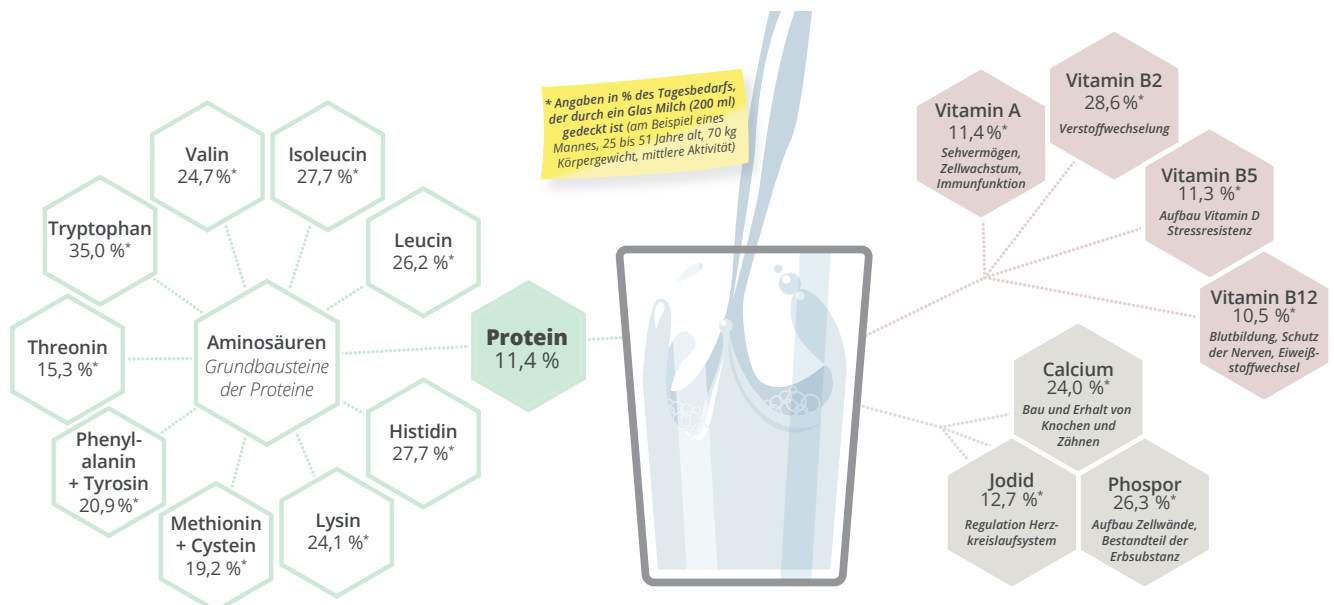 * Angaben in % des Tagesbedarfs,
der durch ein Glas Milch (200 ml)
gedeckt ist (am Beispiel eines
Mannes, 25 bis 51 Jahre alt, 70 kg
Körpergewicht, mittlere Aktivität)
Valin
24,7 %*
Isoleucin
27,7 %*
Tryptophan
35,0 %*
Leucin
26,2 %*
Threonin
15,3 %*
Aminosäuren
Grundbausteine
der Proteine
Protein
11,4 %
Phenyl-
alanin
+ Tyrosin
20,9 %*
Histidin
27,7 %*
Methionin
+ Cystein
19,2 %*
Lysin
24,1 %*
Vitamin A
11,4 %*
Sehvermögen,
Zellwachstum,
Immunfunktion
Vitamin B2
28,6 %*
Verstoffwechselung
Vitamin B5
11,3 %*
Aufbau Vitamin D
Stressresistenz
Vitamin B12
10,5 %*
Blutbildung, Schutz
der Nerven, Eiweiß-
stoffwechsel
Calcium
24,0 %*
Bau und Erhalt von
Knochen und
Zähnen
Jodid
12,7 %*
Regulation Herz-
kreislaufsystem
Phospor
26,3 %*
Aufbau Zellwände,
Bestandteil der
Erbsubstanz